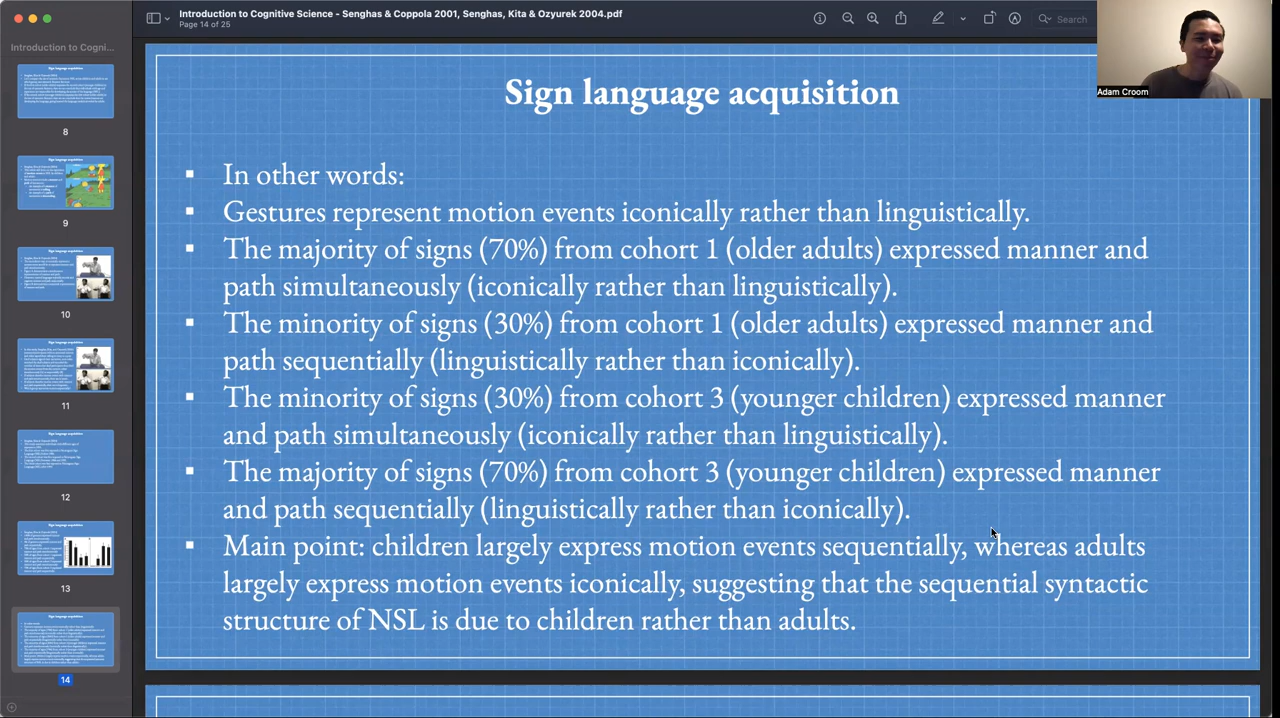 Introduction to Cognitive Science - Senghas & Coppola 2001, Senghas, Kita & Ozyurek 2004.pdf
Page 14 of 25
Search
Adam Croom
Introduction to Cogni...
8
9
10
11
12
13
14
Sign language acquisition
In other words:
Gestures represent motion events iconically rather than linguistically.
The majority of signs (70%) from cohort 1 (older adults) expressed manner and
path simultaneously (iconically rather than linguistically).
The minority of signs (30%) from cohort 1 (older adults) expressed manner and
path sequentially (linguistically rather than iconically).
The minority of signs (30%) from cohort 3 (younger children) expressed manner
and path simultaneously (iconically rather than linguistically).
The majority of signs (70%) from cohort 3 (younger children) expressed manner
and path sequentially (linguistically rather than iconically).
Main point: children largely express motion events sequentially, whereas adults
largely express motion events iconically, suggesting that the sequential syntactic
structure of NSL is due to children rather than adults.